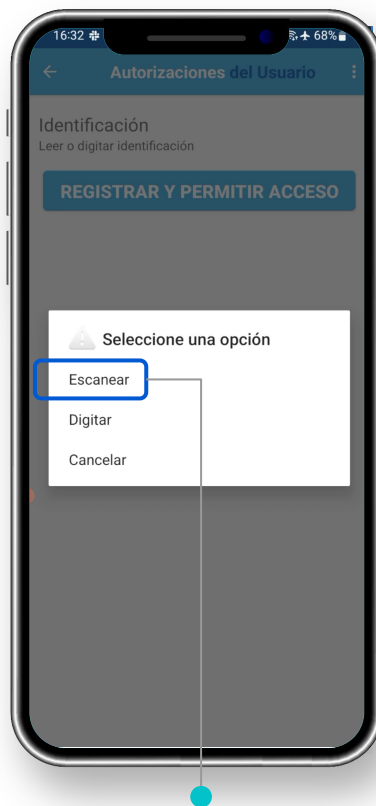 16:32
68%
Autorizaciones del Usuario
Identificación
Leer o digitar identificación
REGISTRAR Y PERMITIR ACCESO
Seleccione una opción
Escanear
Digitar
Cancelar